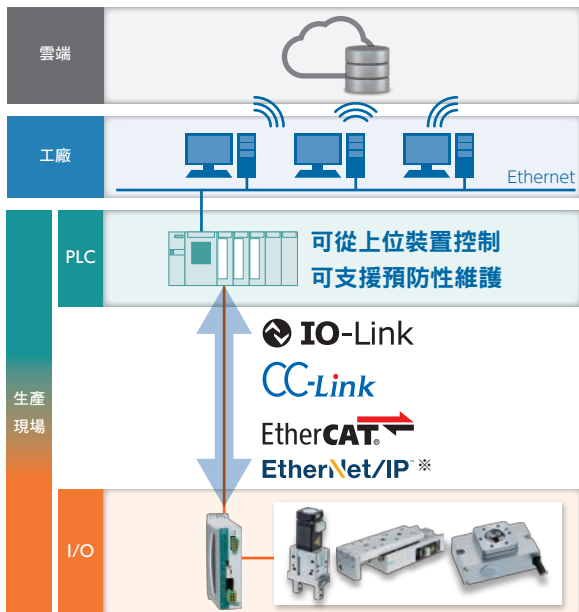 雲端
工廠
Ethernet
PLC
可從上位裝置控制
可支援預防性維護
IO-Link
CC-Link
生產
現場
EtherCAT®
EtherNet/IP™ ※
I/O